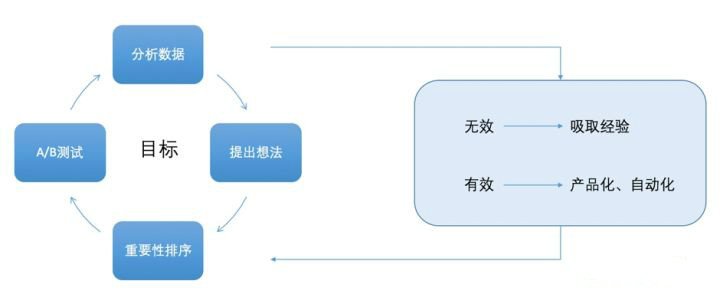 分析数据
A/B测试
目标
提出想法
重要性排序
无效
吸取经验
有效
产品化、自动化